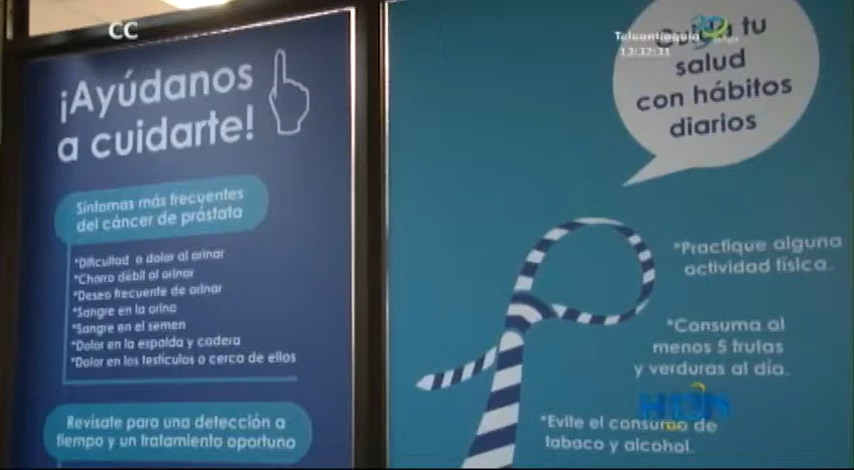 CC
¡Ayúdanos
a cuidarte!
Síntomas más frecuentes
del cáncer de próstata
*Dificultad o dolor al orinar
*Chorro débil al orinar
*Deseo frecuente de orinar
*Sangre en la orina
*Sangre en el semen
*Dolor en la espalda y cadera
*Dolor en los testículos o cerca de ellos
Revísate para una detección a
tiempo y un tratamiento oportuno
Teleantioquia
13:32:31
tu
salud
con hábitos
diarios
*Practique alguna
actividad física.
*Consuma al
menos 5 frutas
y verduras al día.
H13N
*Evite el consumo de
tabaco y alcohol.